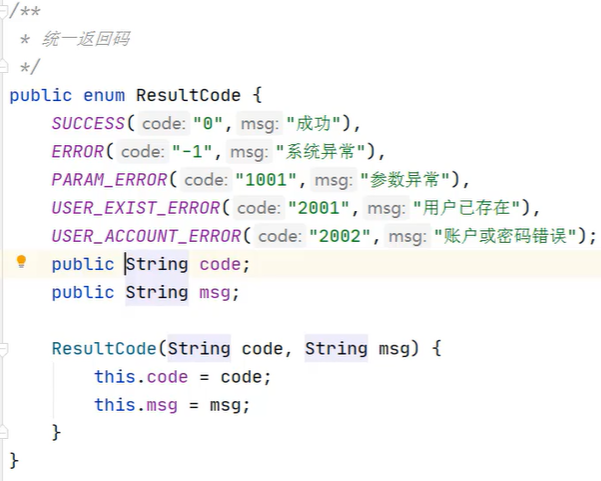 /**
 * 统一返回码
 */
public enum ResultCode {
    SUCCESS( code: "0", msg: "成功"),
    ERROR( code: "-1", msg: "系统异常"),
    PARAM_ERROR( code: "1001", msg: "参数异常"),
    USER_EXIST_ERROR( code: "2001", msg: "用户已存在"),
    USER_ACCOUNT_ERROR( code: "2002", msg: "账户或密码错误");
    public String code;
    public String msg;

    ResultCode(String code, String msg) {
        this.code = code;
        this.msg = msg;
    }
}